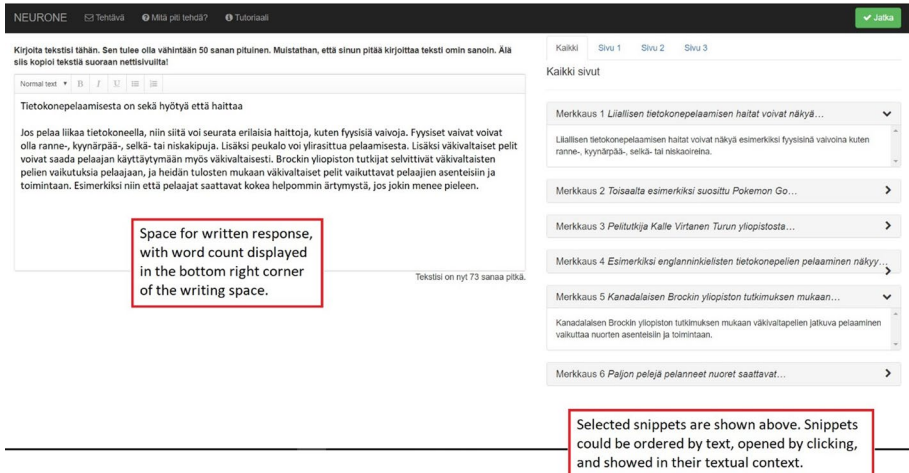 NEURONE Tehtävä Mitä piti tehdä? Tutoriaali Jatka
Kirjoita tekstisi tähän. Sen tulee olla vähintään 50 sanan pituinen. Muistathan, että sinun pitää kirjoittaa teksti omin sanoin. Älä
siis kopioi tekstiä suoraan nettisivuilta!
Normal text B I U
Tietokonepelaamisesta on sekä hyötyä että haittaa
Jos pelaa liikaa tietokoneella, niin siitä voi seurata erilaisia haittoja, kuten fyysisiä vaivoja. Fyysiset vaivat voivat
olla ranne-, kyynärpää-, selkä- tai niskakipuja. Lisäksi peukalo voi ylirasittua pelaamisesta. Lisäksi väkivaltaiset pelit
voivat saada pelaajan käyttäytymään myös väkivaltaisesti. Brockin yliopiston tutkijat selvittivät väkivaltaisten
pelien vaikutuksia pelaajaan, ja heidän tulosten mukaan väkivaltaiset pelit vaikuttavat pelaajien asenteisiin ja
toimintaan. Esimerkiksi niin että pelaajat saattavat kokea helpommin ärtymystä, jos jokin menee pieleen.
Space for written response,
with word count displayed
in the bottom right corner
of the writing space.
Tekstisi on nyt 73 sanaa pitkä.
Kaikki Sivu 1 Sivu 2 Sivu 3
Kaikki sivut
Merkkaus 1 Liiallisen tietokonepelaamisen haitat voivat näkyä…
Liiallisen tietokonepelaamisen haitat voivat näkyä esimerkiksi fyysisinä vaivoina kuten
ranne-, kyynärpää-, selkä- tai niskaoireina.
Merkkaus 2 Toisaalta esimerkiksi suosittu Pokemon Go…
Merkkaus 3 Pelitutkija Kalle Virtanen Turun yliopistosta…
Merkkaus 4 Esimerkiksi englanninkielisten tietokonepelien pelaaminen näkyy…
Merkkaus 5 Kanadalaisen Brockin yliopiston tutkimuksen mukaan…
Kanadalaisen Brockin yliopiston tutkimuksen mukaan väkivaltapelien jatkuva pelaaminen
vaikuttaa nuorten asenteisiin ja toimintaan.
Merkkaus 6 Paljon pelejä pelanneet nuoret saattavat…
Selected snippets are shown above. Snippets
could be ordered by text, opened by clicking,
and showed in their textual context.